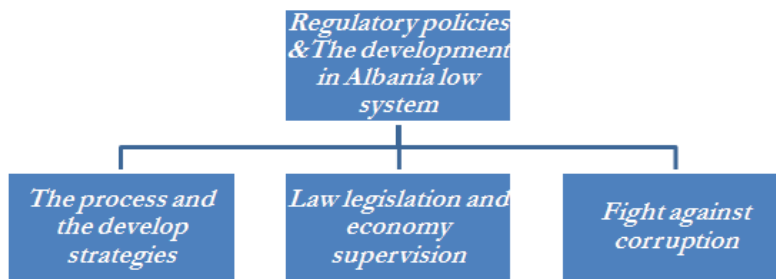 Regulatory policies
&The development
in Albania low
system
The process and
the develop
strategies
Law legislation and
economy
supervision
Fight against
corruption